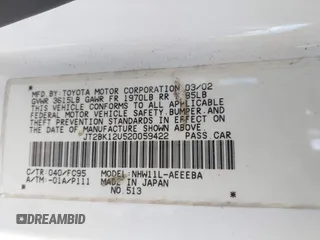 MFD.BY:TOYOTA MOTOR CORPORATION 03/02
GVWR 3615LB GAWR FR 1970LB RR 85LB
THIS VEHICLE CONFORMS TO ALL APPLICABLE
FEDERAL MOTOR VEHICLE SAFETY,BUMPER,AND
THEFT PREVENTION STANDARDS IN EFFECT ON
THE DATE OF MANUFACTURE SHOWN ABOVE.
JT2BK12U520059422 PASS.CAR
C/TR:040/FC95 MODEL:NHW11L-AEEEBA
A/TM:-01A/P111 MADE IN JAPAN
NO.513
DEALERSHIP